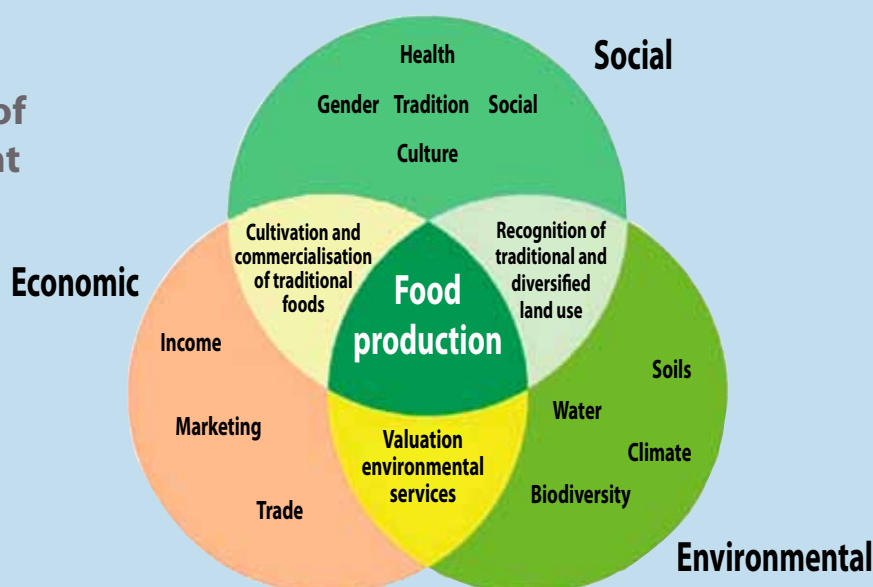 Health
Social
Gender Tradition Social
Culture
of
Cultivation and
commercialisation
of traditional
foods
Recognition of
traditional and
diversified
land use
Economic
Food
production
Income
Marketing
Trade
Valuation
environmental
services
Soils
Water
Climate
Biodiversity
Environmental